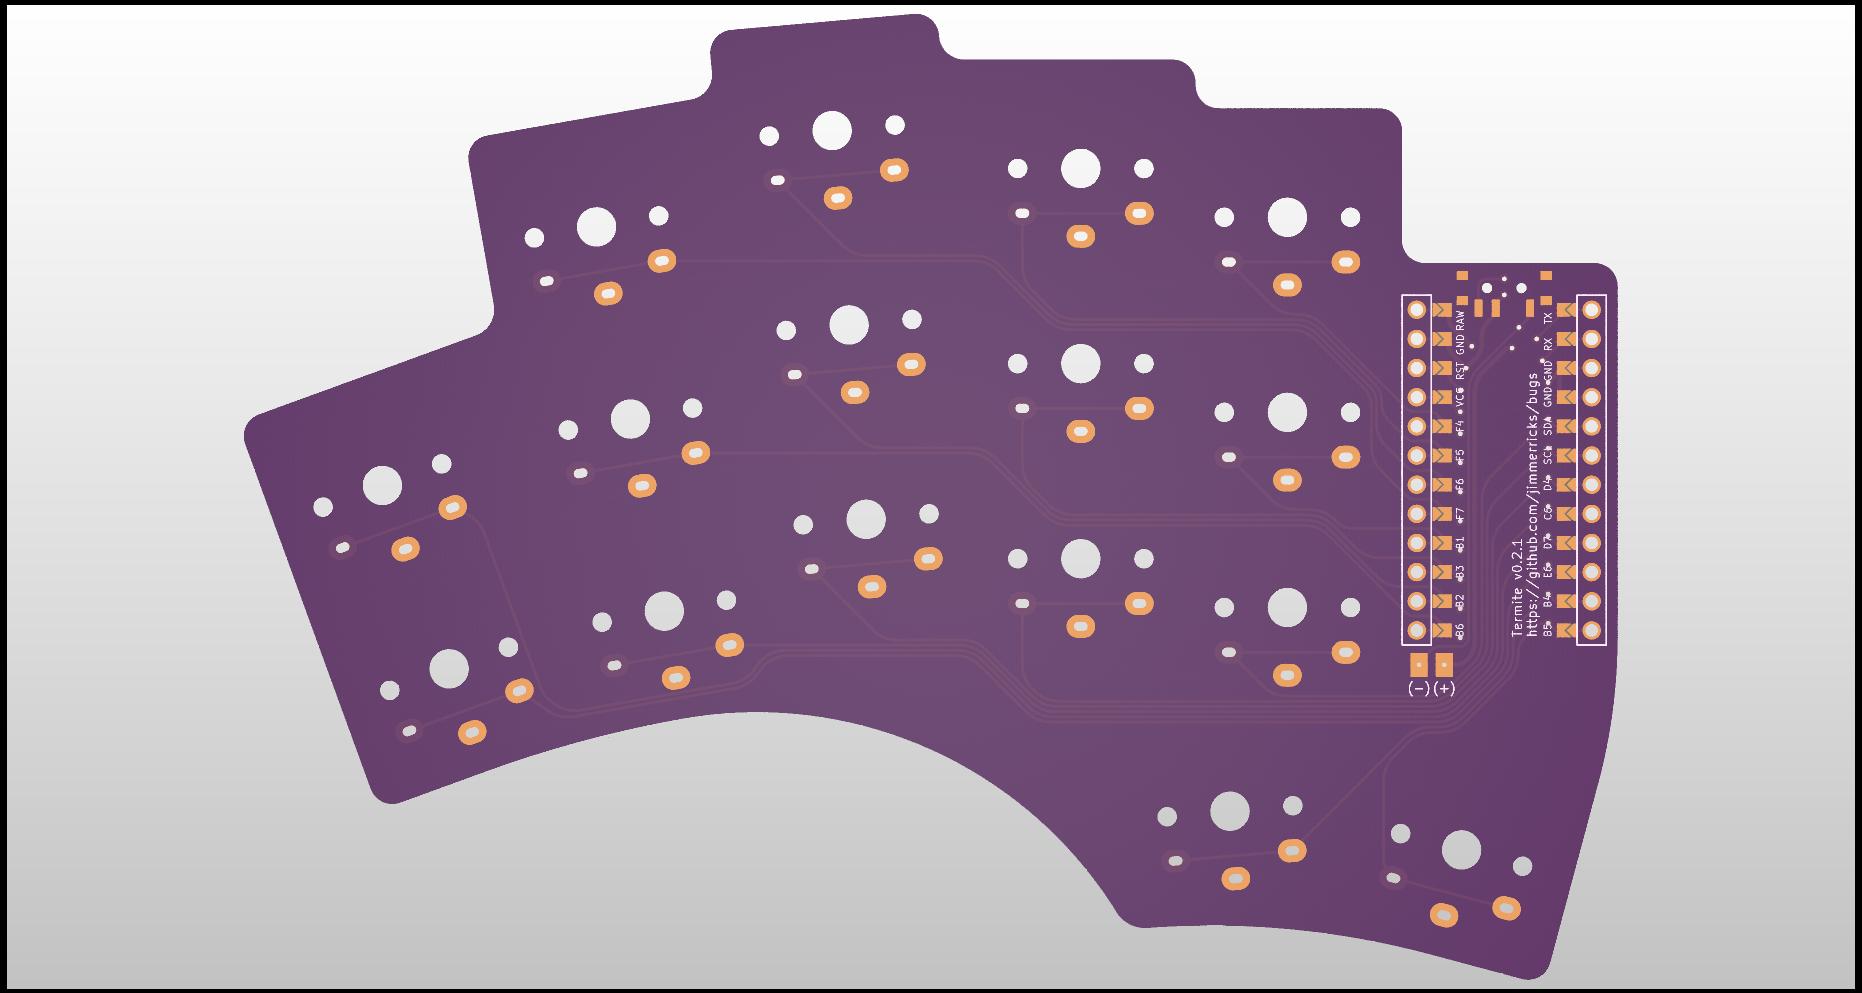 RAW
GND
RST
VCC
F4
F5
F6
F7
B1
B3
B2
B6
(-)(+)
Termite v0.2.1
https://github.com/jimmerricks/bugs
TX
RX
GND
GND
SDA
SCL
D4
C6
D7
E6
B4
B5